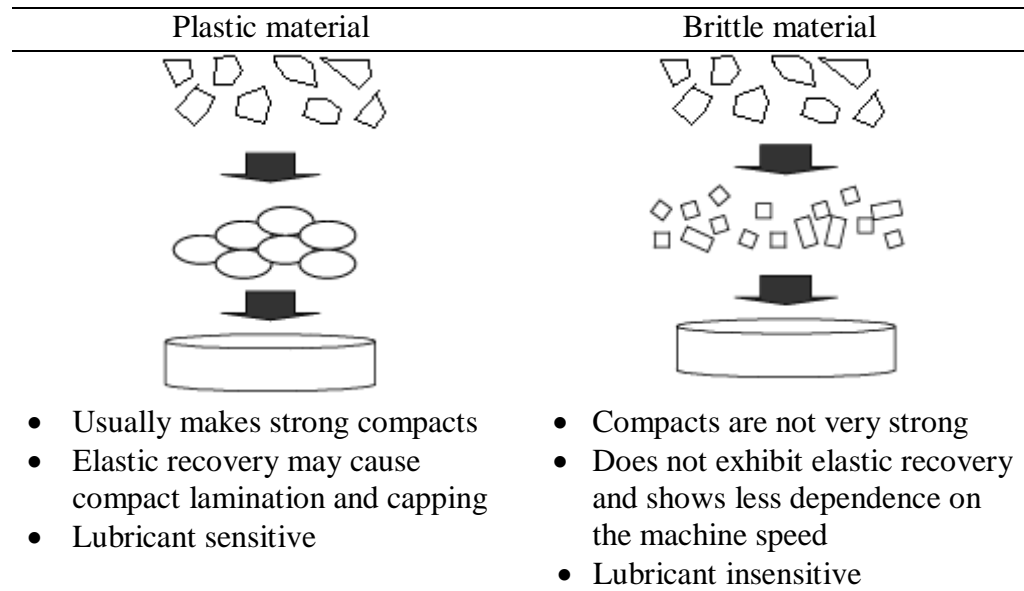 Plastic material
Brittle material
• Usually makes strong compacts
• Elastic recovery may cause
compact lamination and capping
• Lubricant sensitive
• Compacts are not very strong
• Does not exhibit elastic recovery
and shows less dependence on
the machine speed
• Lubricant insensitive